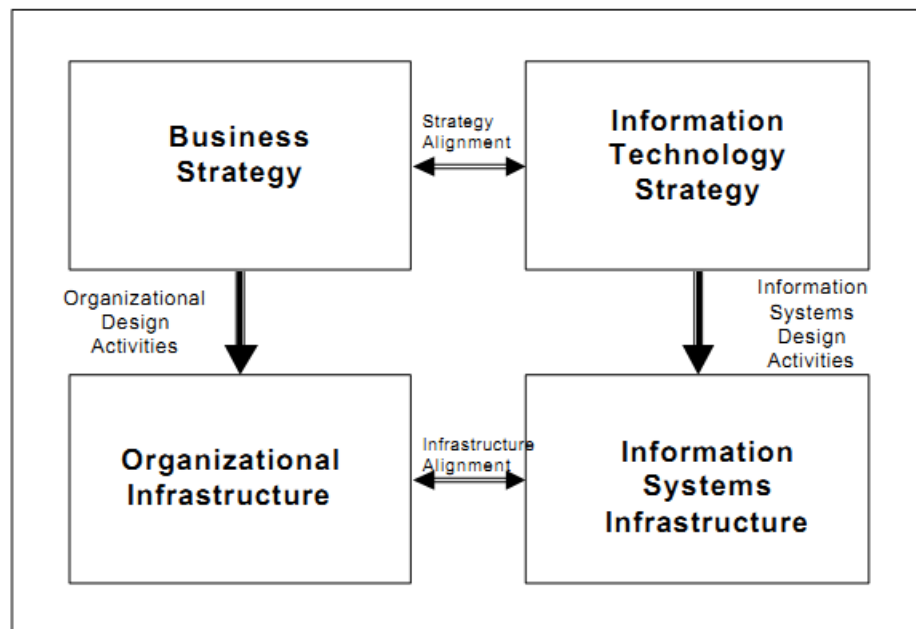 Business
Strategy
Strategy
Alignment
Information
Technology
Strategy
Organizational
Design
Activities
Information
Systems
Design
Activities
Organizational
Infrastructure
Infrastructure
Alignment
Information
Systems
Infrastructure